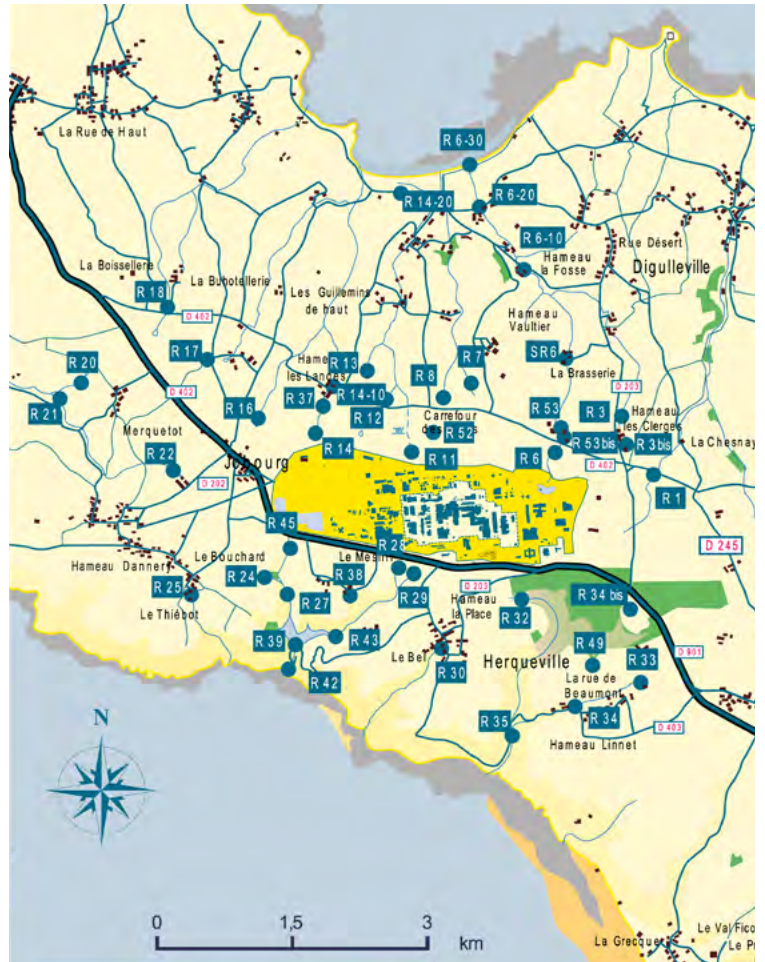 La Rue de Haut
R 6-30
R 14-20
R 6-20
R 6-10
Hameau
la Fosse
Rue Désert
Digulleville
La Boissellerie
La Buhotellerie
R 18
D 402
Les Guillemins
de haut
Hameau
Vaultier
R 13
R 7
SR6
La Brasserie
R 17
R 20
R 21
D 402
les Landes
R 37
R 14-10
R 8
D 203
R 16
R 12
Carrefour
R 53
R 3
Hameau
les Clerges
Merquetot
R 14
R 52
R 53 bis
R 3 bis
La Chesnay
R 22
Jobourg
R 11
R 6
D 402
R 1
D 202
R 45
R 28
D 245
Hameau Dannery
Le Bouchard
R 24
R 38
D 203
R 25
Le Thiébot
R 27
R 29
Hameau
la Place
R 32
R 34 bis
R 39
R 43
Le Bel
R 30
Herqueville
R 49
R 33
D 901
R 42
La rue de
Beaumont
R 35
R 34
D 403
Hameau Linnet
N
0
1,5
3
km
La Grecquer
Le Val Fico